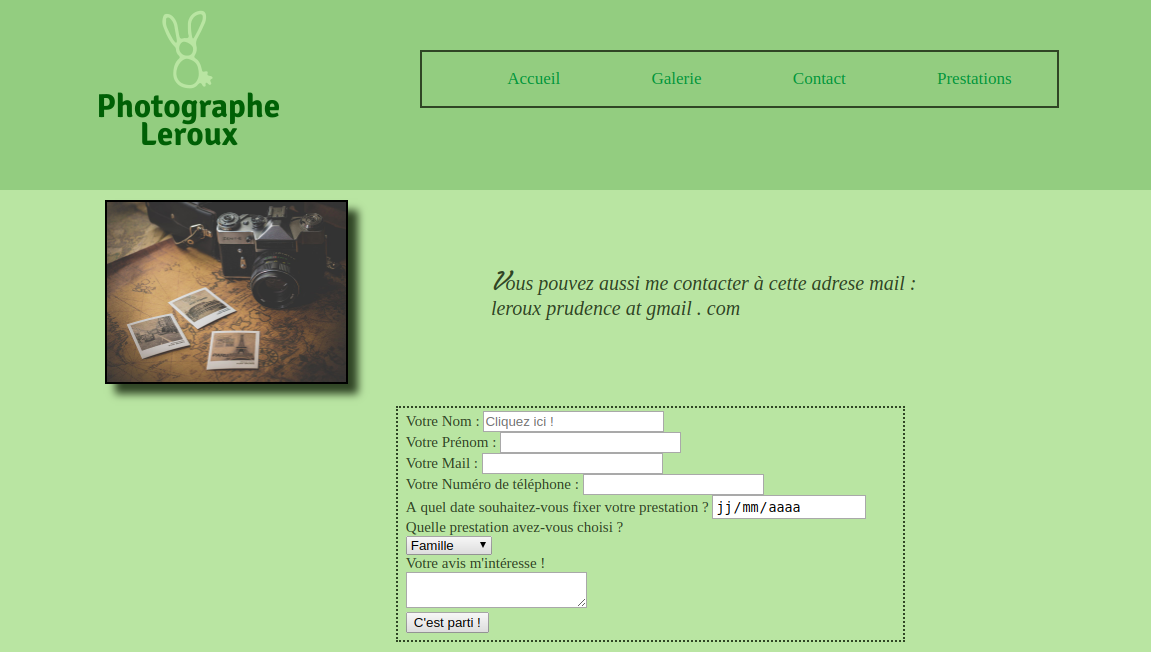 Photographe
Leroux
Accueil Galerie Contact Prestations
Vous pouvez aussi me contacter à cette adrese mail :
leroux prudence at gmail . com
Votre Nom : Cliquez ici !
Votre Prénom :
Votre Mail :
Votre Numéro de téléphone :
A quel date souhaitez-vous fixer votre prestation ? jj/mm/aaaa
Quelle prestation avez-vous choisi ?
Famille
Votre avis m'intéresse !
C'est parti !